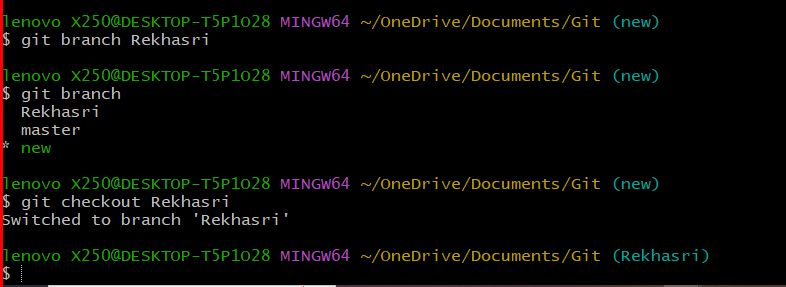 lenovo X250@DESKTOP-T5P1O28 MINGW64 ~/OneDrive/Documents/Git (new)
$ git branch Rekhasri
lenovo X250@DESKTOP-T5P1O28 MINGW64 ~/OneDrive/Documents/Git (new)
$ git branch
Rekhasri
master
* new
lenovo X250@DESKTOP-T5P1O28 MINGW64 ~/OneDrive/Documents/Git (new)
$ git checkout Rekhasri
Switched to branch 'Rekhasri'
lenovo X250@DESKTOP-T5P1O28 MINGW64 ~/OneDrive/Documents/Git (Rekhasri)
$